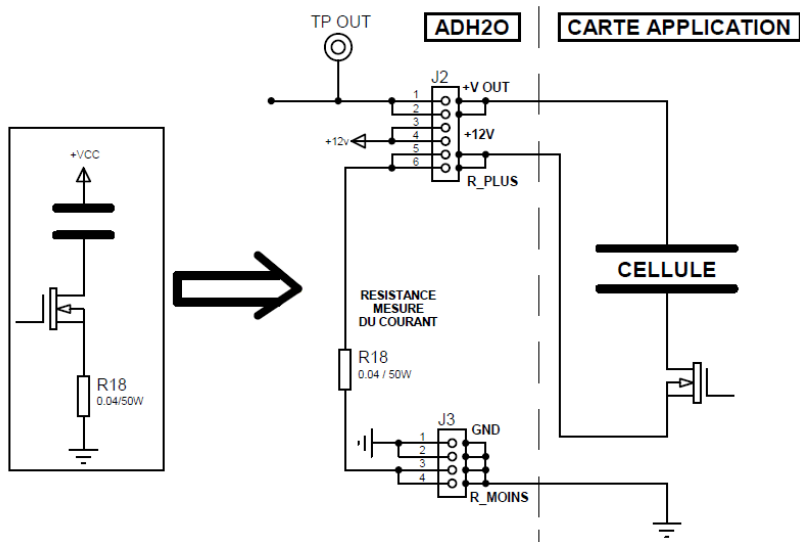 TP OUT
ADH2O
CARTE APPLICATION
J2
+V OUT
1
2
3
4
5
6
+12v
+12V
R_PLUS
+VCC
R18
0.04/50W
RESISTANCE
MESURE
DU COURANT
R18
0.04 / 50W
CELLULE
J3
GND
1
2
3
4
R_MOINS